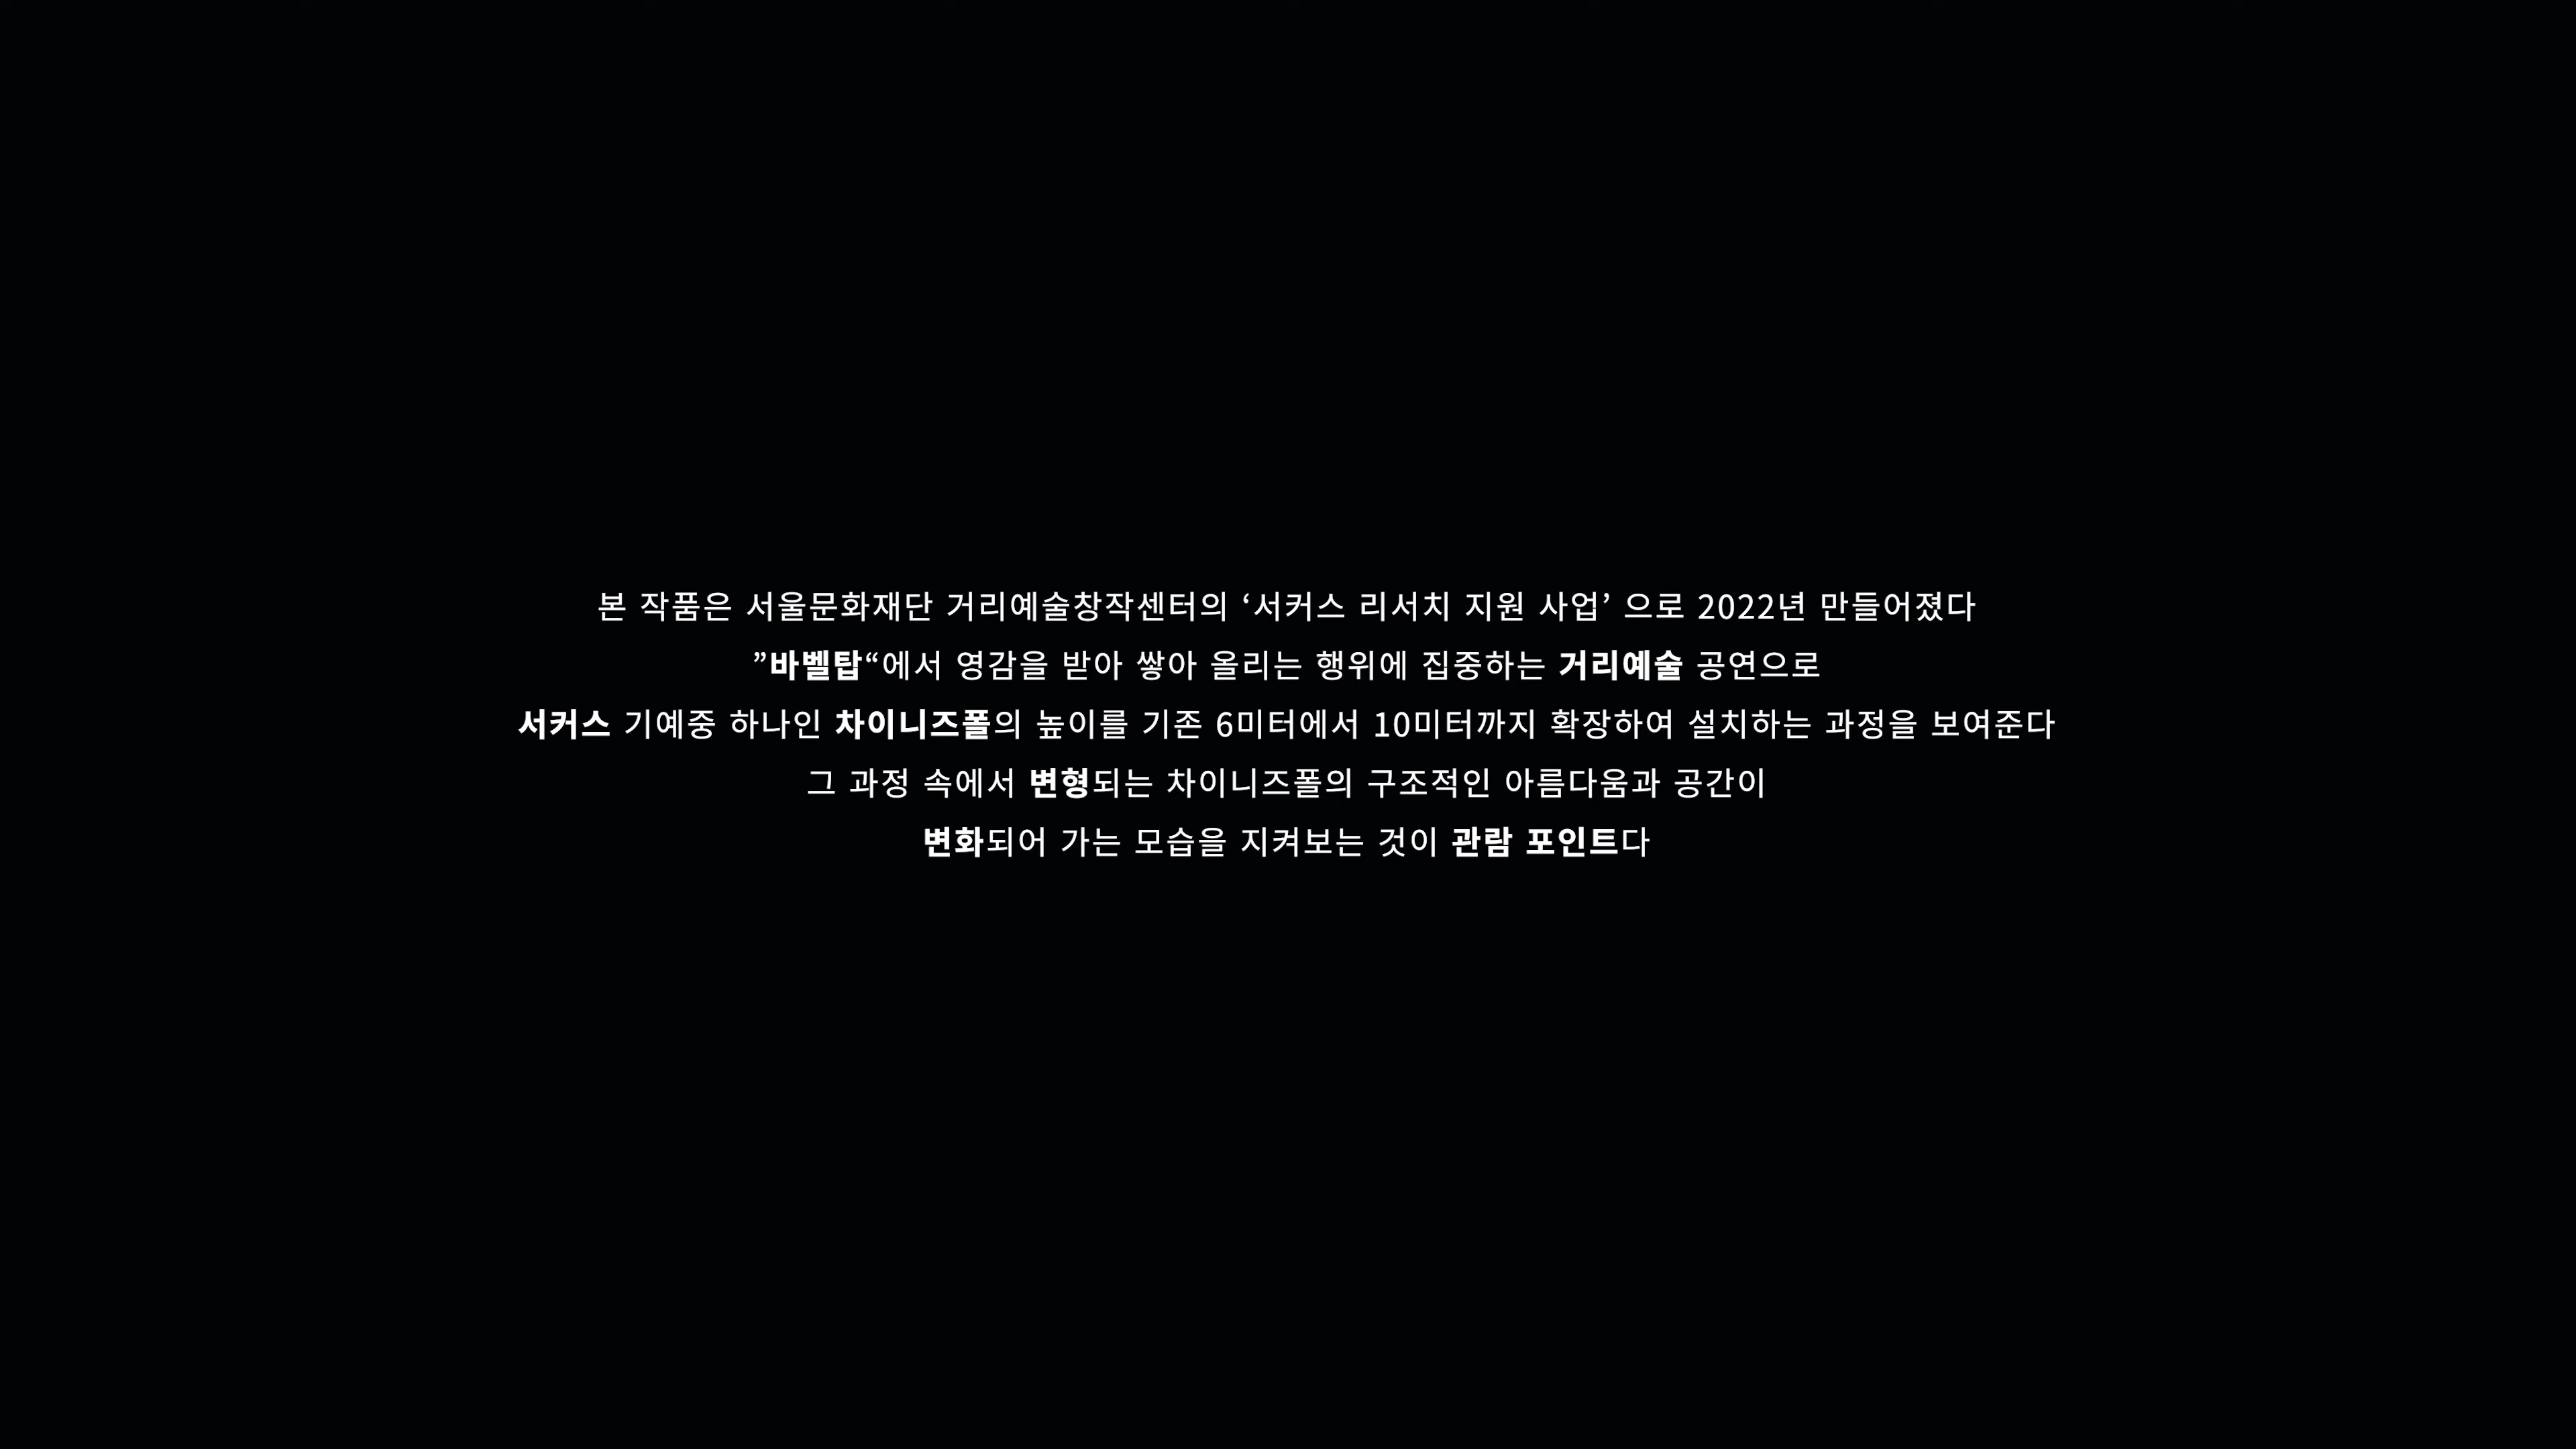 본 작품은 서울문화재단 거리예술창작센터의 ‘서커스 리서치 지원 사업’ 으로 2022년 만들어졌다
”바벨탑“에서 영감을 받아 쌓아 올리는 행위에 집중하는 거리예술 공연으로
서커스 기예중 하나인 차이니즈폴의 높이를 기존 6미터에서 10미터까지 확장하여 설치하는 과정을 보여준다
그 과정 속에서 변형되는 차이니즈폴의 구조적인 아름다움과 공간이
변화되어 가는 모습을 지켜보는 것이 관람 포인트다